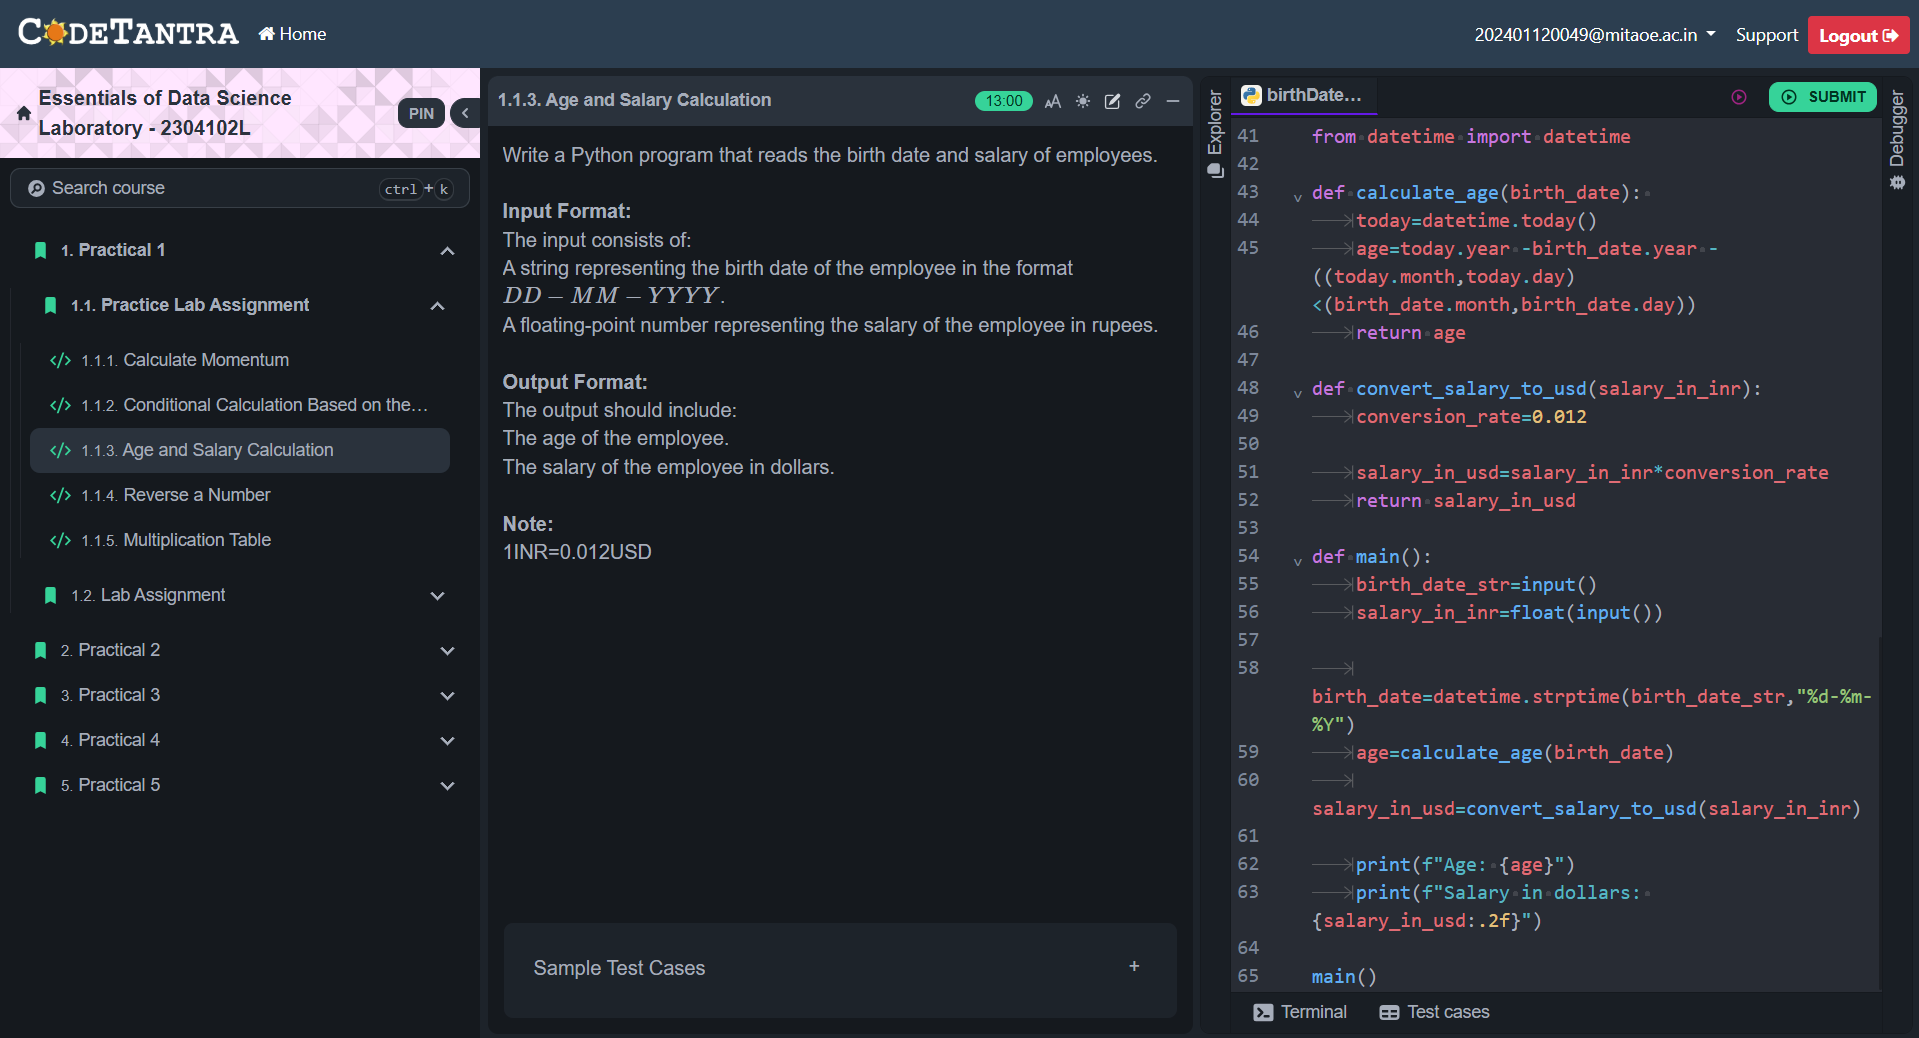 CODETANTRA
Home
202401120049@mitaoe.ac.in
Support
Logout
Essentials of Data Science
Laboratory - 2304102L
PIN
Search course
ctrl + k
1. Practical 1
1.1. Practice Lab Assignment
1.1.1. Calculate Momentum
1.1.2. Conditional Calculation Based on the...
1.1.3. Age and Salary Calculation
1.1.4. Reverse a Number
1.1.5. Multiplication Table
1.2. Lab Assignment
2. Practical 2
3. Practical 3
4. Practical 4
5. Practical 5
1.1.3. Age and Salary Calculation
13:00
AA
Write a Python program that reads the birth date and salary of employees.
Input Format:
The input consists of:
A string representing the birth date of the employee in the format
DD − MM − YYYY.
A floating-point number representing the salary of the employee in rupees.
Output Format:
The output should include:
The age of the employee.
The salary of the employee in dollars.
Note:
1INR=0.012USD
Sample Test Cases
+
Explorer
birthDate...
SUBMIT
Debugger
41 from datetime import datetime
42
43 def calculate_age(birth_date):
44 today=datetime.today()
45 age=today.year -birth_date.year -
((today.month,today.day)
<(birth_date.month,birth_date.day))
46 return age
47
48 def convert_salary_to_usd(salary_in_inr):
49 conversion_rate=0.012
50
51 salary_in_usd=salary_in_inr*conversion_rate
52 return salary_in_usd
53
54 def main():
55 birth_date_str=input()
56 salary_in_inr=float(input())
57
58
birth_date=datetime.strptime(birth_date_str,"%d-%m-
%Y")
59 age=calculate_age(birth_date)
60
salary_in_usd=convert_salary_to_usd(salary_in_inr)
61
62 print(f"Age: {age}")
63 print(f"Salary in dollars:
{salary_in_usd:.2f}")
64
65 main()
Terminal
Test cases